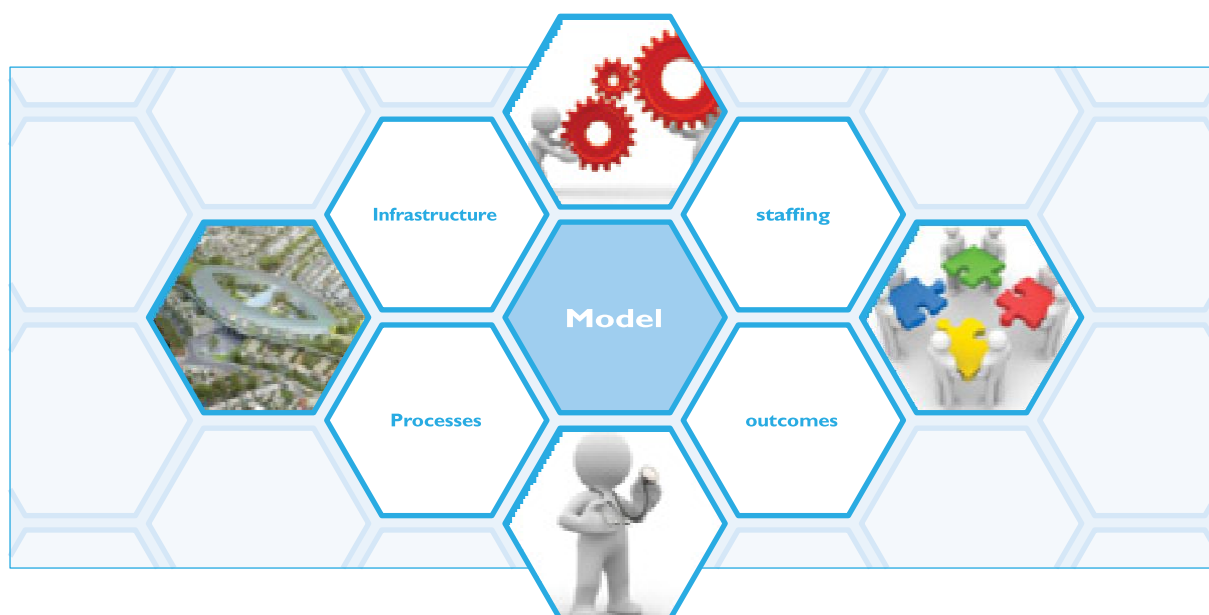 Infrastructure
staffing
Model
Processes
outcomes